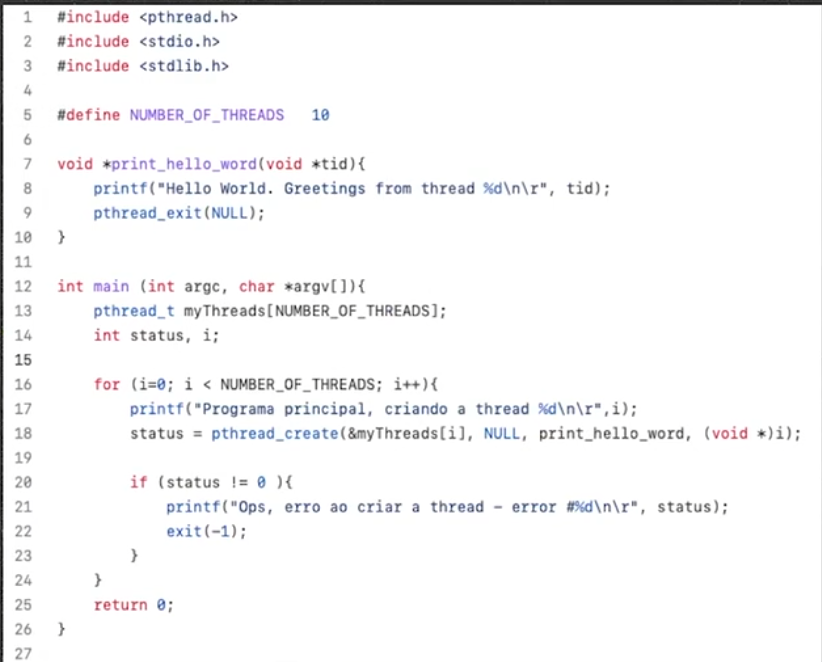 1 #include <pthread.h>
2 #include <stdio.h>
3 #include <stdlib.h>
4
5 #define NUMBER_OF_THREADS   10
6
7 void *print_hello_word(void *tid){
8     printf("Hello World. Greetings from thread %d\n\r", tid);
9     pthread_exit(NULL);
10 }
11
12 int main (int argc, char *argv[]){
13     pthread_t myThreads[NUMBER_OF_THREADS];
14     int status, i;
15
16     for (i=0; i < NUMBER_OF_THREADS; i++){
17         printf("Programa principal, criando a thread %d\n\r",i);
18         status = pthread_create(&myThreads[i], NULL, print_hello_word, (void *)i);
19
20         if (status != 0 ){
21             printf("Ops, erro ao criar a thread - error #%d\n\r", status);
22             exit(-1);
23         }
24     }
25     return 0;
26 }
27